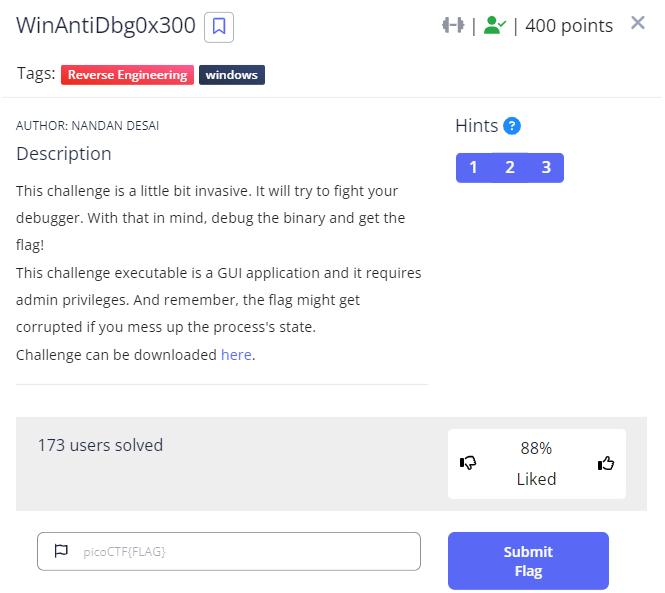 WinAntiDbg0x300
| | 400 points
Tags: Reverse Engineering windows
AUTHOR: NANDAN DESAI
Description
This challenge is a little bit invasive. It will try to fight your
debugger. With that in mind, debug the binary and get the
flag!
This challenge executable is a GUI application and it requires
admin privileges. And remember, the flag might get
corrupted if you mess up the process's state.
Challenge can be downloaded here.
Hints ?
1 2 3
173 users solved
88%
Liked
picoCTF{FLAG}
Submit
Flag